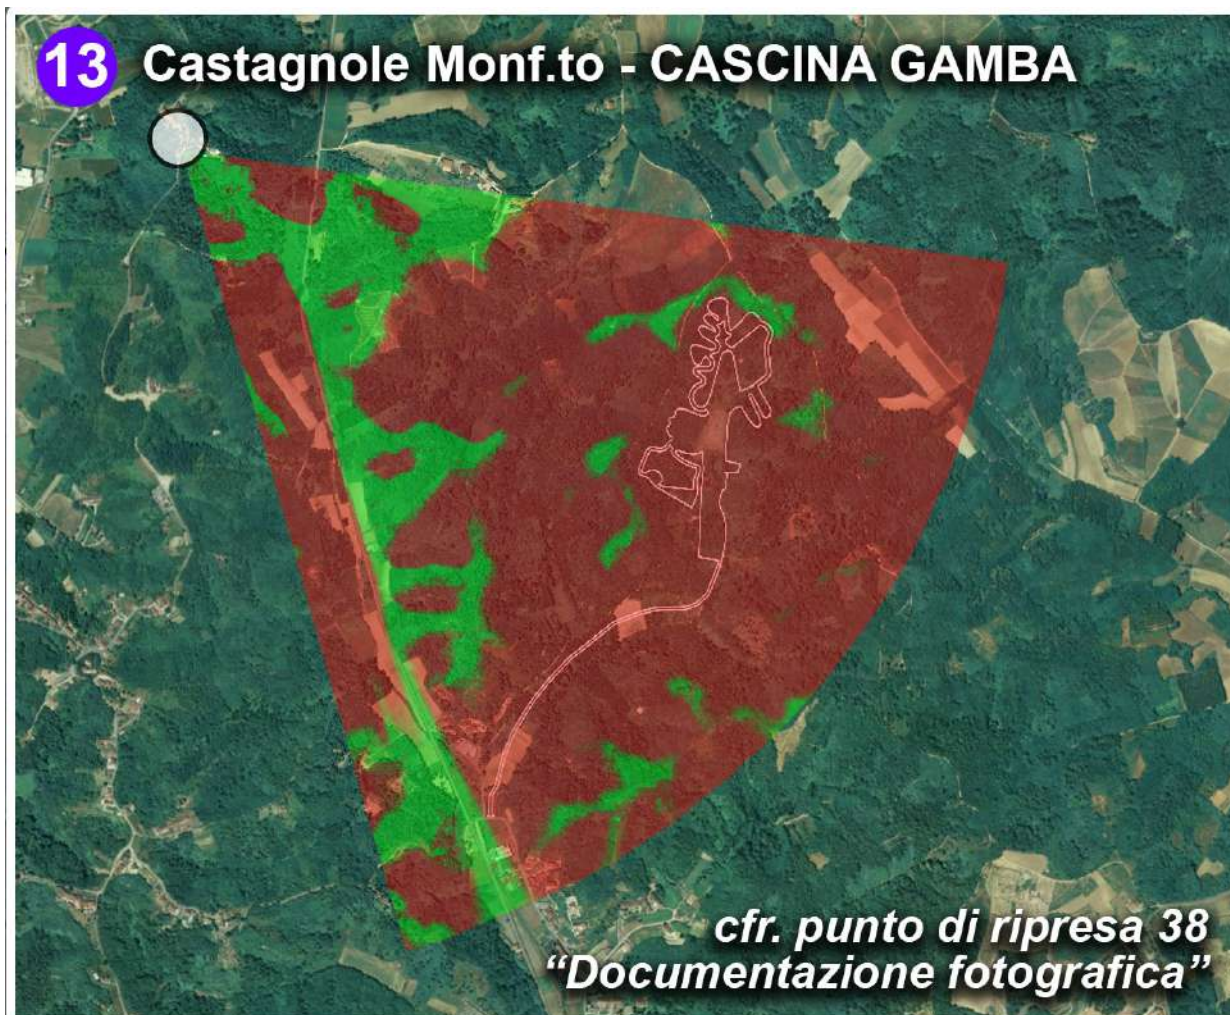 13 Castagnole Monf.to - CASCINA GAMBA
cfr. punto di ripresa 38
“Documentazione fotografica”